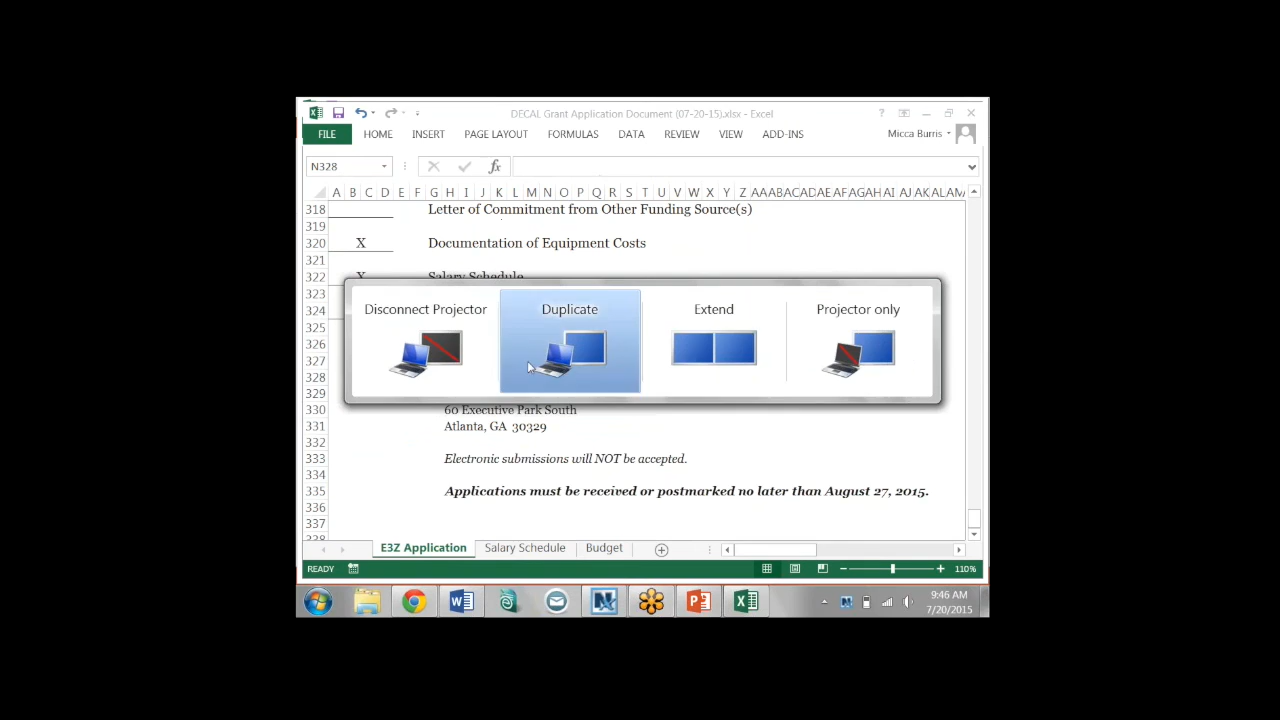 DECAL Grant Application Document (07-20-15).xlsx - Excel
FILE HOME INSERT PAGE LAYOUT FORMULAS DATA REVIEW VIEW ADD-INS Micca Burris
N328 fx
A B C D E F G H I J K L M N O P Q R S T U V W X Y Z AA AB AC AD AE AF AG AH AI AJ AK AL AM
318 Letter of Commitment from Other Funding Source(s)
319
320 X Documentation of Equipment Costs
321
322 X Salary Schedule
323
Disconnect Projector Duplicate Extend Projector only
324
325
326
327
328
329
330 60 Executive Park South
331 Atlanta, GA 30329
332
333 Electronic submissions will NOT be accepted.
334
335 Applications must be received or postmarked no later than August 27, 2015.
336
337
338
E3Z Application Salary Schedule Budget
READY 110%
9:46 AM
7/20/2015